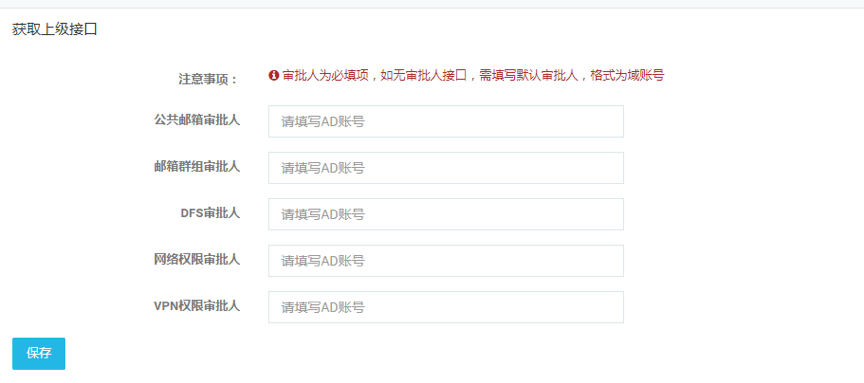 获取上级接口
注意事项： 审批人为必填项，如无审批人接口，需填写默认审批人，格式为域账号
公共邮箱审批人 请填写AD账号
邮箱群组审批人 请填写AD账号
DFS审批人 请填写AD账号
网络权限审批人 请填写AD账号
VPN权限审批人 请填写AD账号
保存